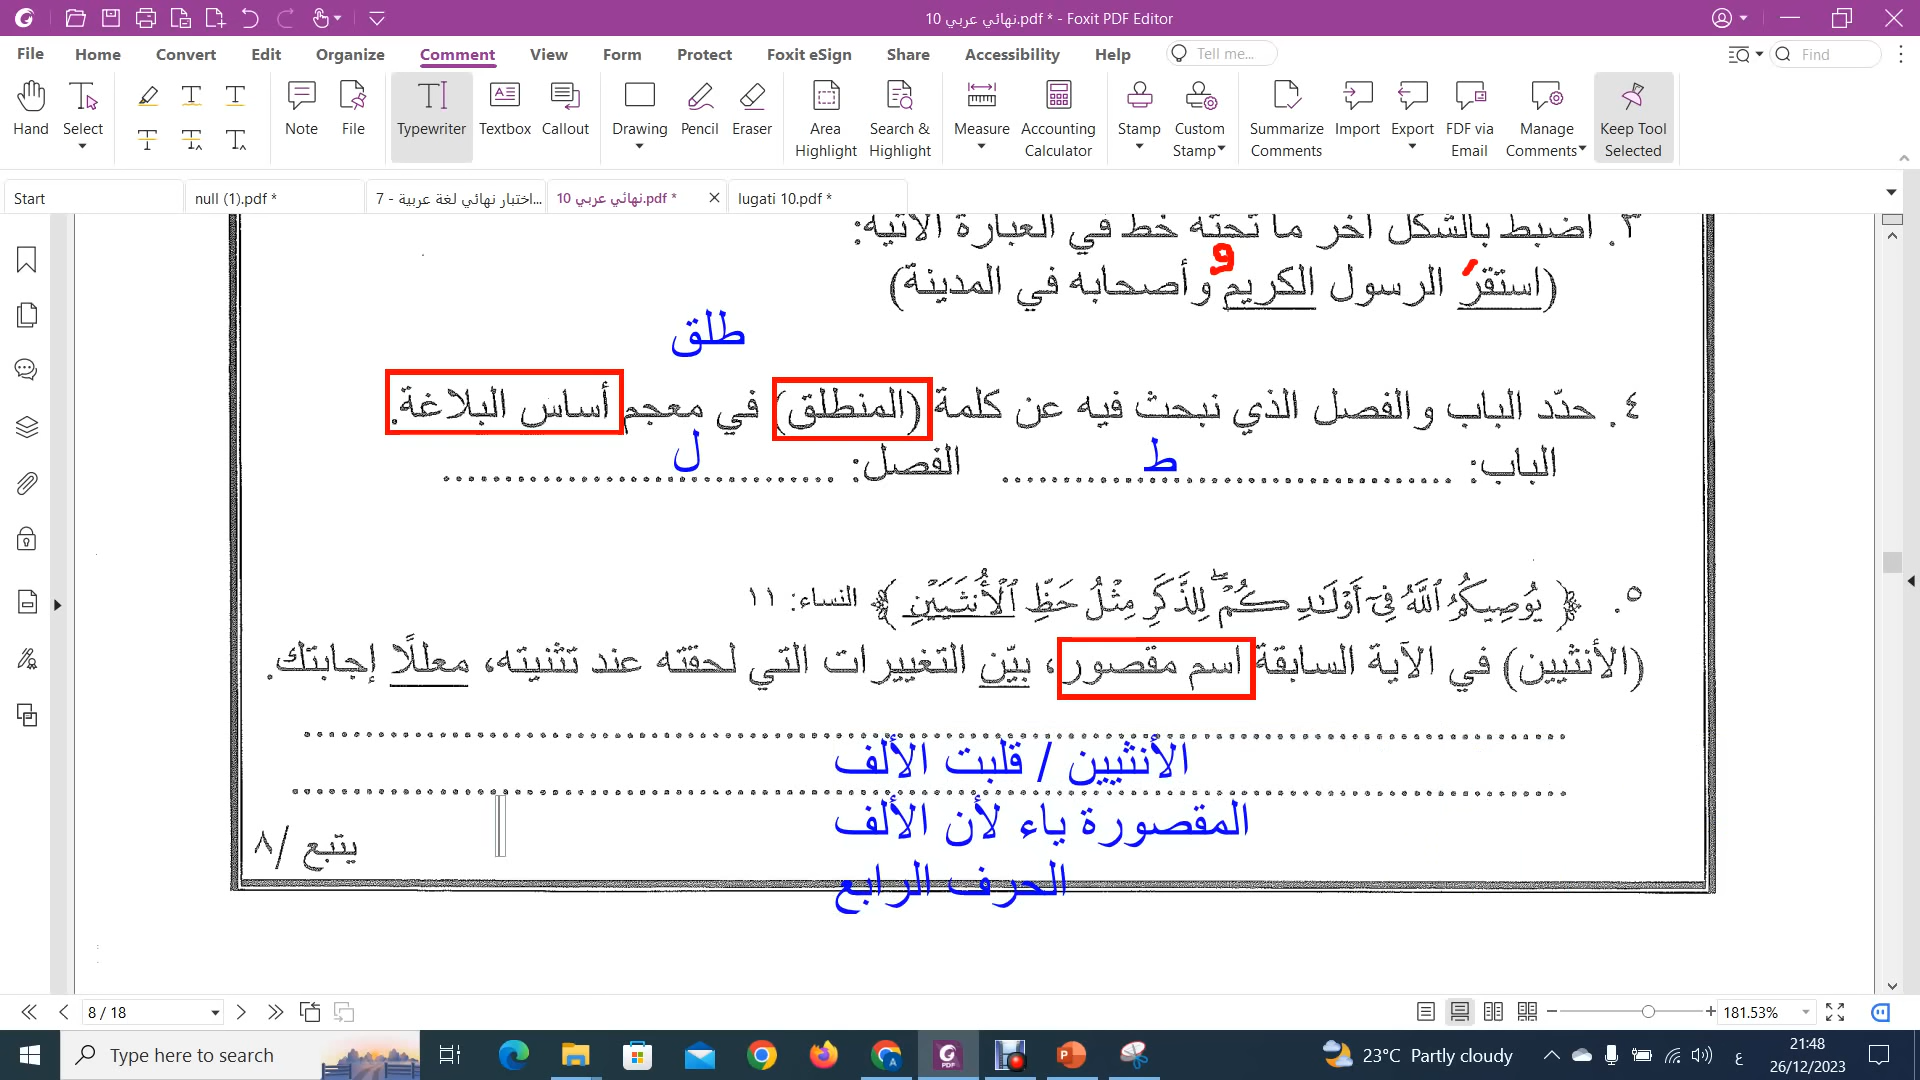 نهائي عربي 10.pdf * - Foxit PDF Editor
File Home Convert Edit Organize Comment View Form Protect Foxit eSign Share Accessibility Help Tell me... Find
Hand Select Note File Typewriter Textbox Callout Drawing Pencil Eraser Area Highlight Search & Highlight Measure Accounting Calculator Stamp Custom Stamp Summarize Comments Import Export FDF via Email Manage Comments Keep Tool Selected
Start null (1).pdf * اختبار نهائي لغة عربية - 7... نهائي عربي 10.pdf * lugati 10.pdf *
٣. اضبط بالشكل آخر ما تحته خط في العبارة الآتية:
(استقرَ الرسول الكريم وأصحابه في المدينة)
و
طلق
٤. حدّد الباب والفصل الذي نبحث فيه عن كلمة (المنطلق) في معجم أساس البلاغة.
الباب: ط الفصل: ل
٥. ﴿ يُوصِيكُمُ ٱللَّهُ فِىٓ أَوْلَـٰدِكُمْ ۖ لِلذَّكَرِ مِثْلُ حَظِّ ٱلْأُنثَيَيْنِ ﴾ النساء: ١١
(الأنثيين) في الآية السابقة اسم مقصور، بيّن التغييرات التي لحقته عند تثنيته، معللًا إجابتك.
الأنثيين / قلبت الألف
المقصورة ياء لأن الألف
الحرف الرابع
يتبع /٨
8 / 18 181.53%
Type here to search 23°C Partly cloudy ع 21:48
26/12/2023